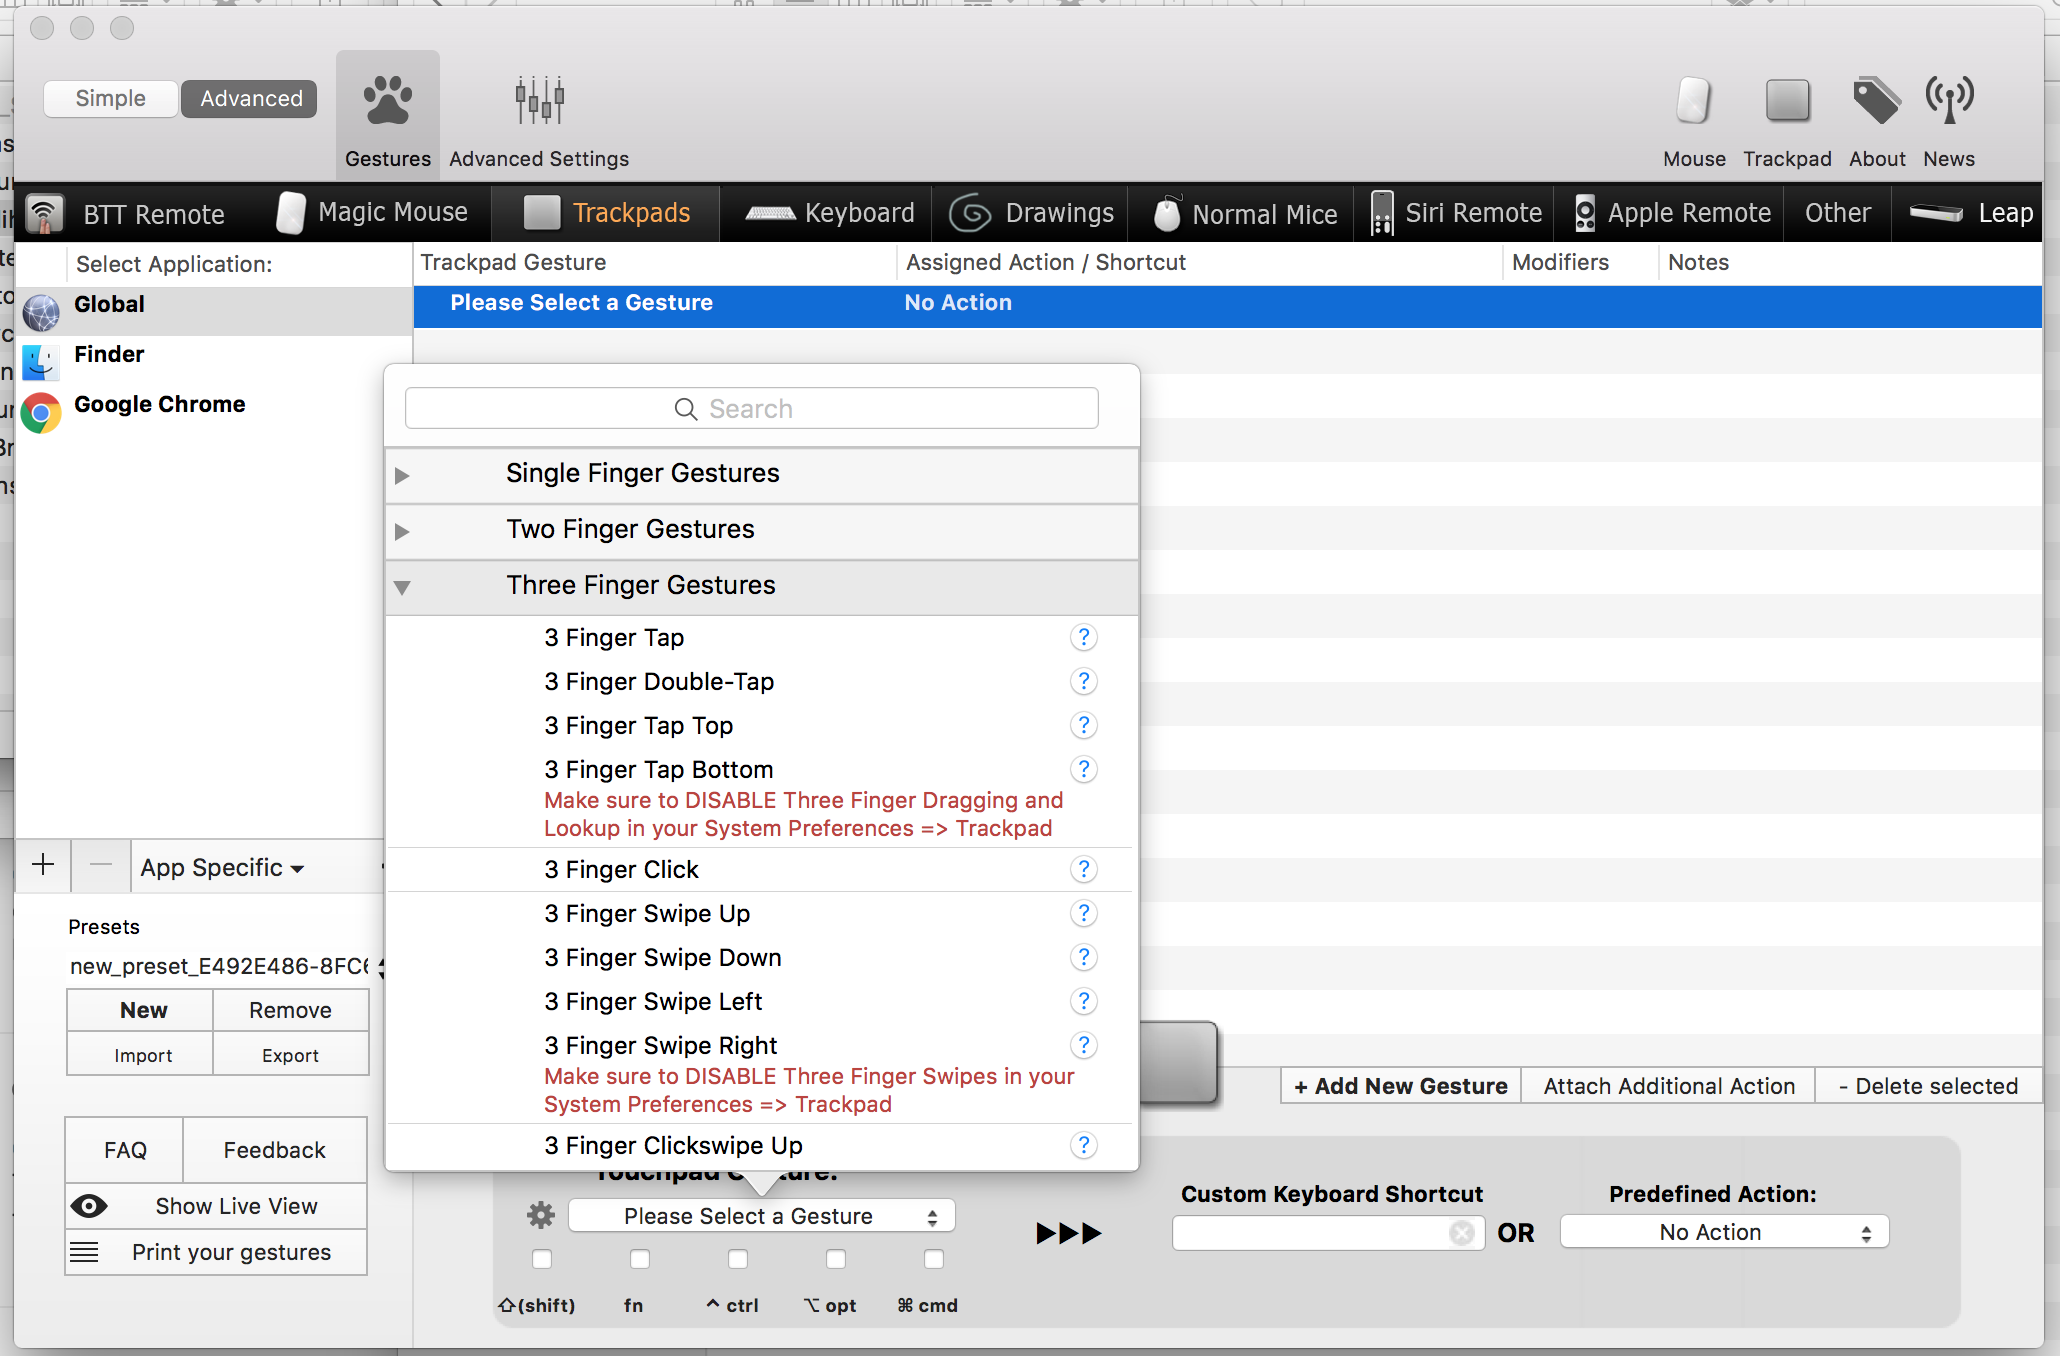 Simple
Advanced
Gestures
Advanced Settings
Mouse
Trackpad
About
News
BTT Remote
Magic Mouse
Trackpads
Keyboard
Drawings
Normal Mice
Siri Remote
Apple Remote
Other
Leap
Select Application:
Trackpad Gesture
Assigned Action / Shortcut
Modifiers
Notes
Global
Please Select a Gesture
No Action
Finder
Google Chrome
Search
Single Finger Gestures
Two Finger Gestures
Three Finger Gestures
3 Finger Tap
?
3 Finger Double-Tap
?
3 Finger Tap Top
?
3 Finger Tap Bottom
?
Make sure to DISABLE Three Finger Dragging and
Lookup in your System Preferences => Trackpad
3 Finger Click
?
3 Finger Swipe Up
?
3 Finger Swipe Down
?
3 Finger Swipe Left
?
3 Finger Swipe Right
?
Make sure to DISABLE Three Finger Swipes in your
System Preferences => Trackpad
3 Finger Clickswipe Up
?
App Specific
Presets
new_preset_E492E486-8FC6
New
Remove
Import
Export
FAQ
Feedback
Show Live View
Print your gestures
+ Add New Gesture
Attach Additional Action
- Delete selected
Please Select a Gesture
⇧(shift)
fn
^ ctrl
⌥ opt
⌘ cmd
Custom Keyboard Shortcut
OR
Predefined Action:
No Action